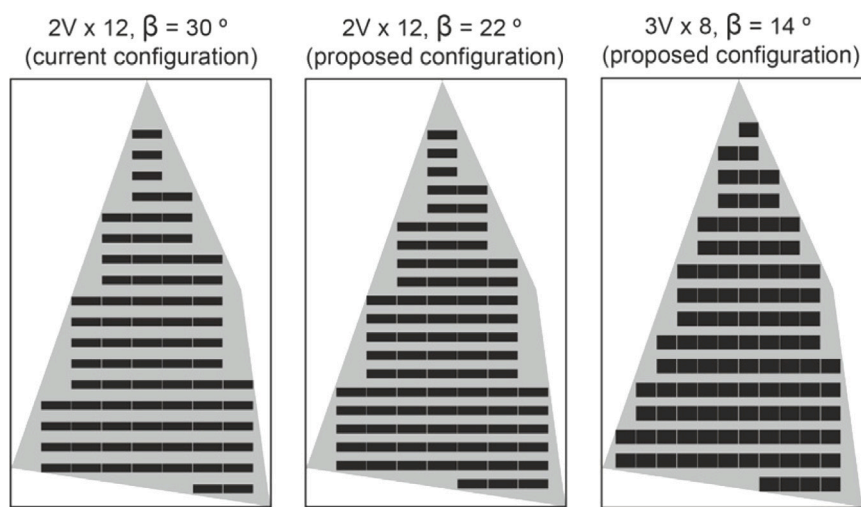 2V x 12, β = 30 º
(current configuration)
2V x 12, β = 22 º
(proposed configuration)
3V x 8, β = 14 º
(proposed configuration)